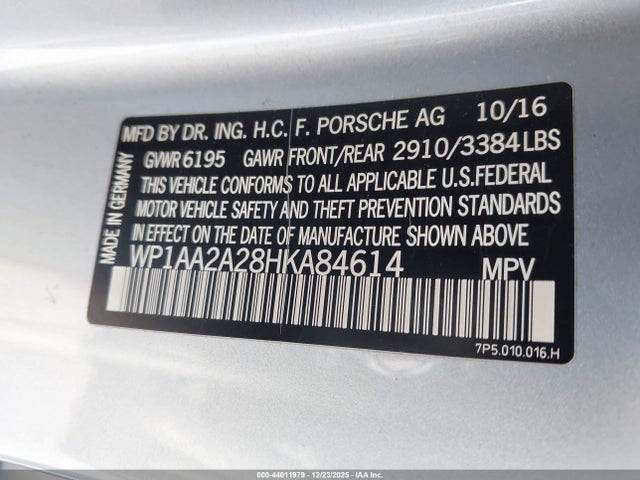 MFD BY DR. ING. H.C. F. PORSCHE AG 10/16
GVWR 6195 GAWR FRONT/REAR 2910/3384 LBS
THIS VEHICLE CONFORMS TO ALL APPLICABLE U.S.FEDERAL
MOTOR VEHICLE SAFETY AND THEFT PREVENTION STANDARDS
IN EFFECT ON THE DATE OF MANUFACTURE SHOWN ABOVE.
WP1AA2A28HKA84614 MPV
MADE IN GERMANY
7P5.010.016.H
000-44011979 | 12/23/2025 - IAAI.com